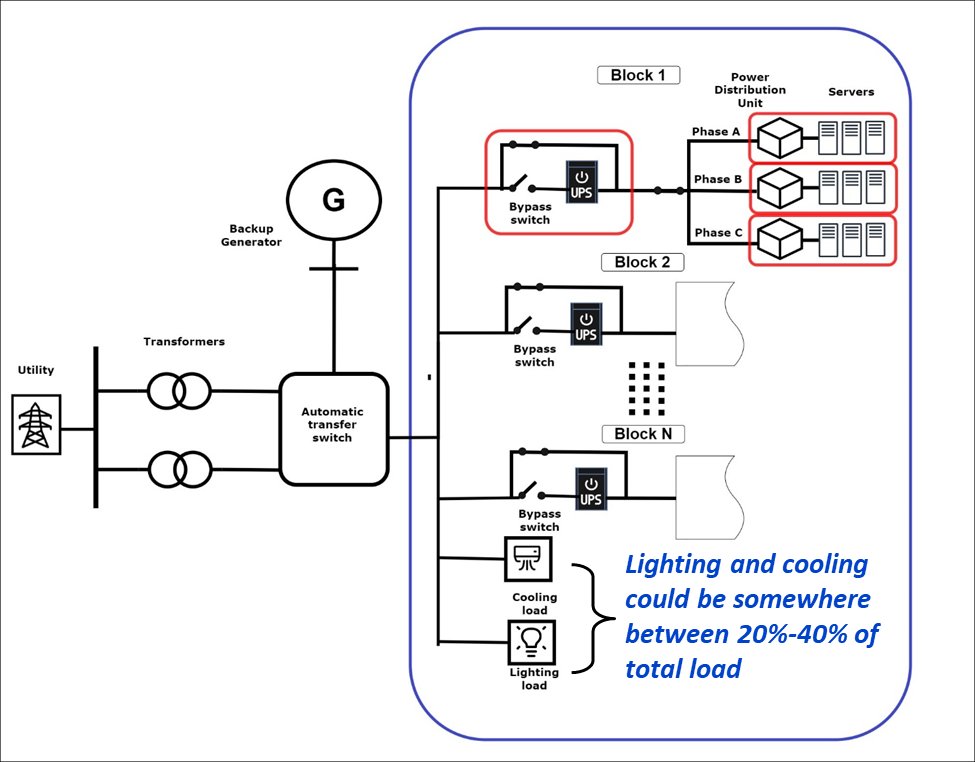 Block 1
Power
Distribution
Unit
Servers
Phase A
UPS
Bypass
switch
Phase B
Phase C
G
Backup
Generator
Block 2
UPS
Bypass
switch
Transformers
Utility
Automatic
transfer
switch
Block N
UPS
Bypass
switch
Cooling
load
Lighting
load
Lighting and cooling
could be somewhere
between 20%-40% of
total load